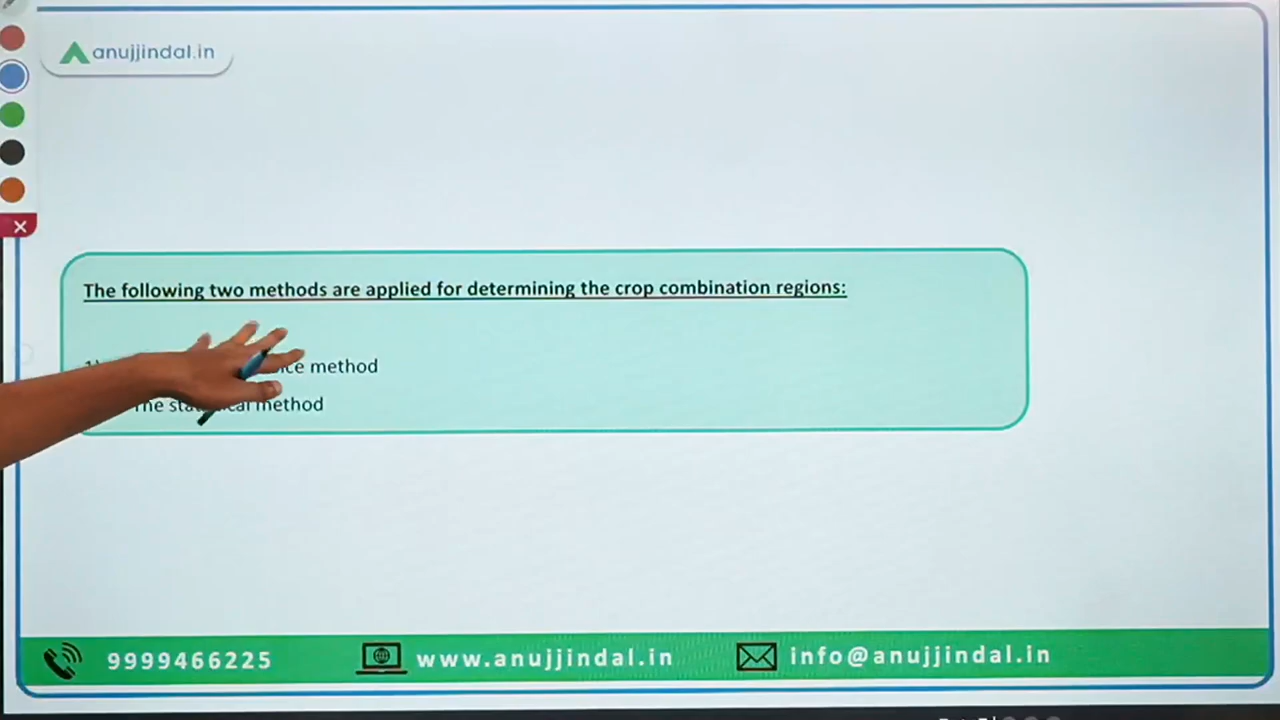 anujjindal.in
The following two methods are applied for determining the crop combination regions:
method
The method
9999466225
www.anujjindal.in
info@anujjindal.in